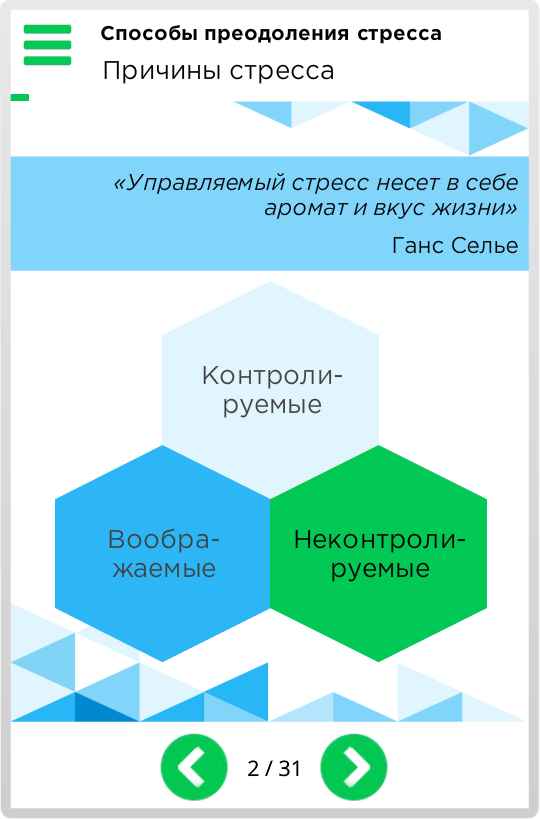 Способы преодоления стресса
Причины стресса
«Управляемый стресс несет в себе
аромат и вкус жизни»
Ганс Селье
Контроли-
руемые
Вообра-
жаемые
Неконтроли-
руемые
2 / 31